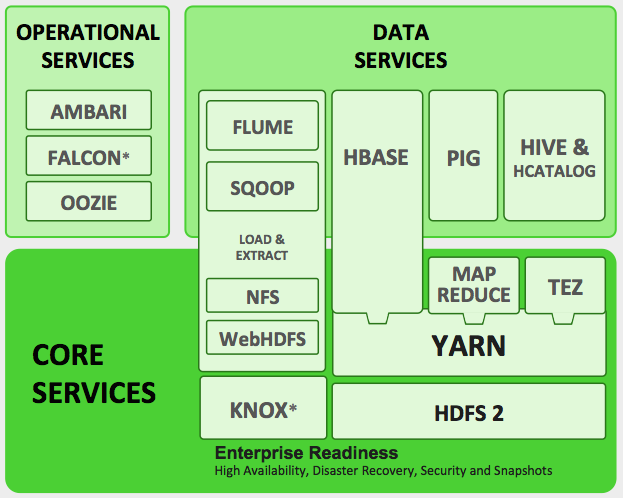 OPERATIONAL
SERVICES
AMBARI
FALCON*
OOZIE
DATA
SERVICES
FLUME
SQOOP
LOAD &
EXTRACT
NFS
WebHDFS
HBASE
PIG
HIVE &
HCATALOG
CORE
SERVICES
MAP
REDUCE
TEZ
YARN
KNOX*
HDFS 2
Enterprise Readiness
High Availability, Disaster Recovery, Security and Snapshots